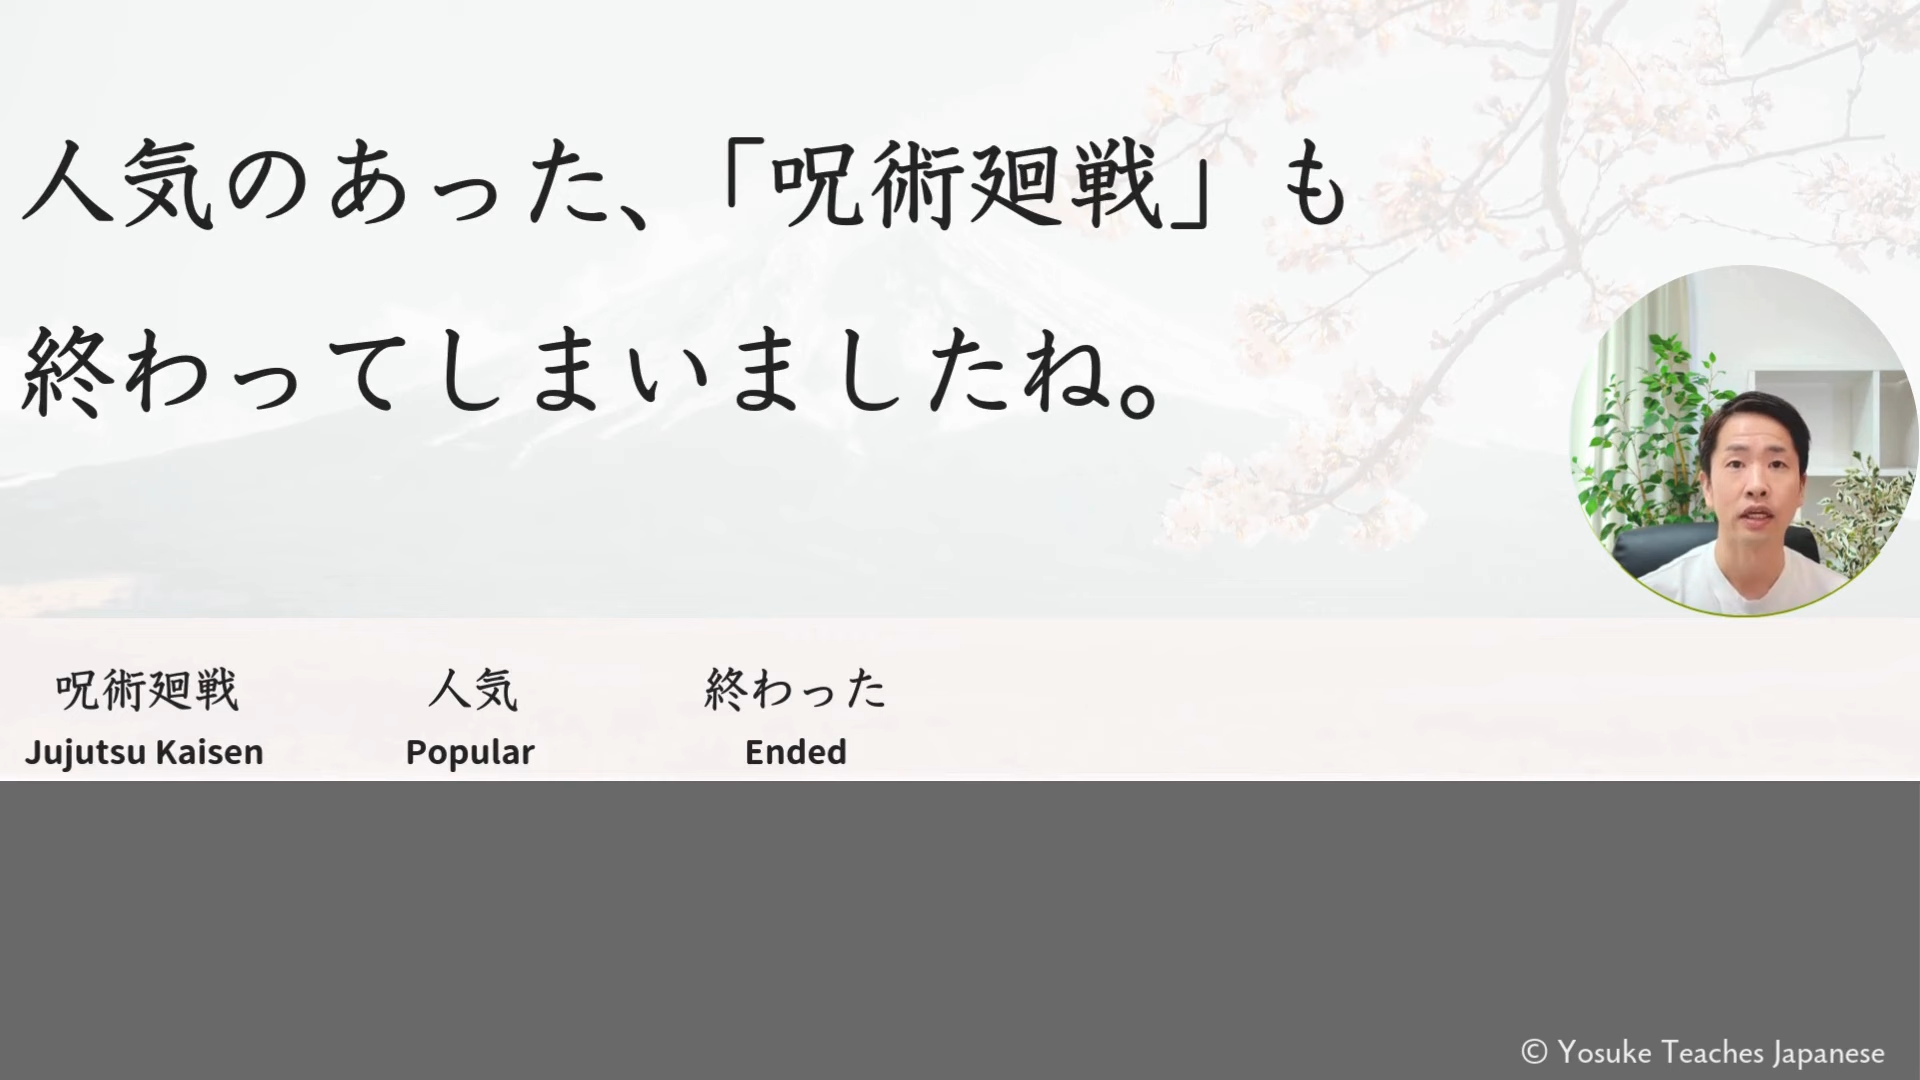 人気のあった、「呪術廻戦」も
終わってしまいましたね。
呪術廻戦 人気 終わった
Jujutsu Kaisen Popular Ended
© Yosuke Teaches Japanese